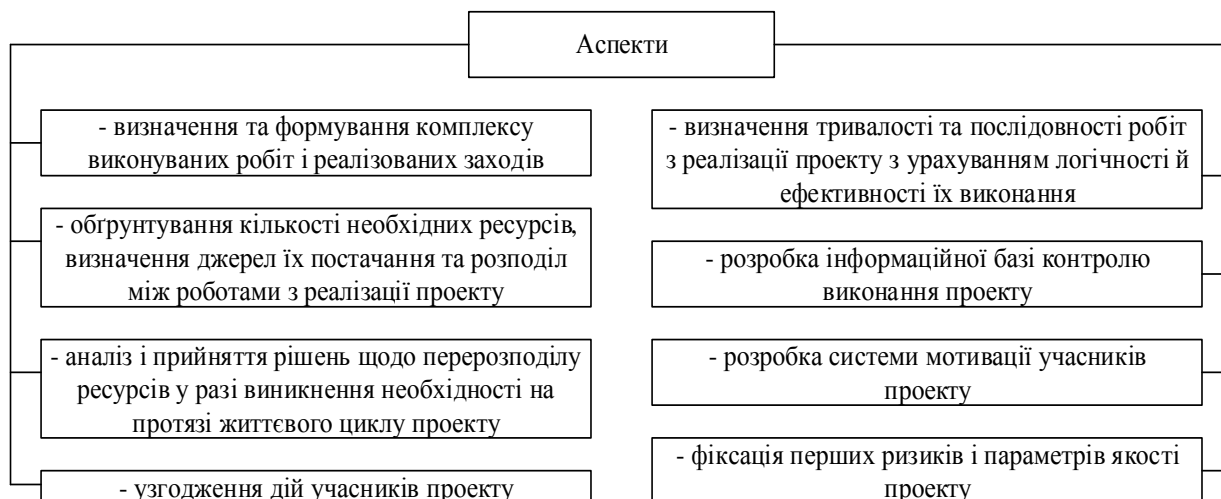 Аспекти
- визначення та формування комплексу
виконуваних робіт і реалізованих заходів
- обґрунтування кількості необхідних ресурсів,
визначення джерел їх постачання та розподіл
між роботами з реалізації проекту
- аналіз і прийняття рішень щодо перерозподілу
ресурсів у разі виникнення необхідності на
протязі життєвого циклу проекту
- узгодження дій учасників проекту
- визначення тривалості та послідовності робіт
з реалізації проекту з урахуванням логічності й
ефективності їх виконання
- розробка інформаційної базі контролю
виконання проекту
- розробка системи мотивації учасників
проекту
- фіксація перших ризиків і параметрів якості
проекту